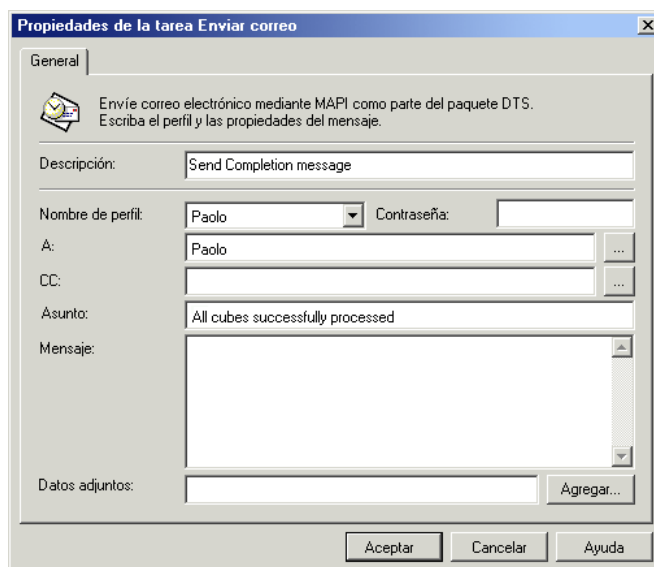 Propiedades de la tarea Enviar correo
General
Envíe correo electrónico mediante MAPI como parte del paquete DTS.
Escriba el perfil y las propiedades del mensaje.
Descripción: Send Completion message
Nombre de perfil: Paolo Contraseña:
A: Paolo ...
CC: ...
Asunto: All cubes successfully processed
Mensaje:
Datos adjuntos: Agregar...
Aceptar Cancelar Ayuda